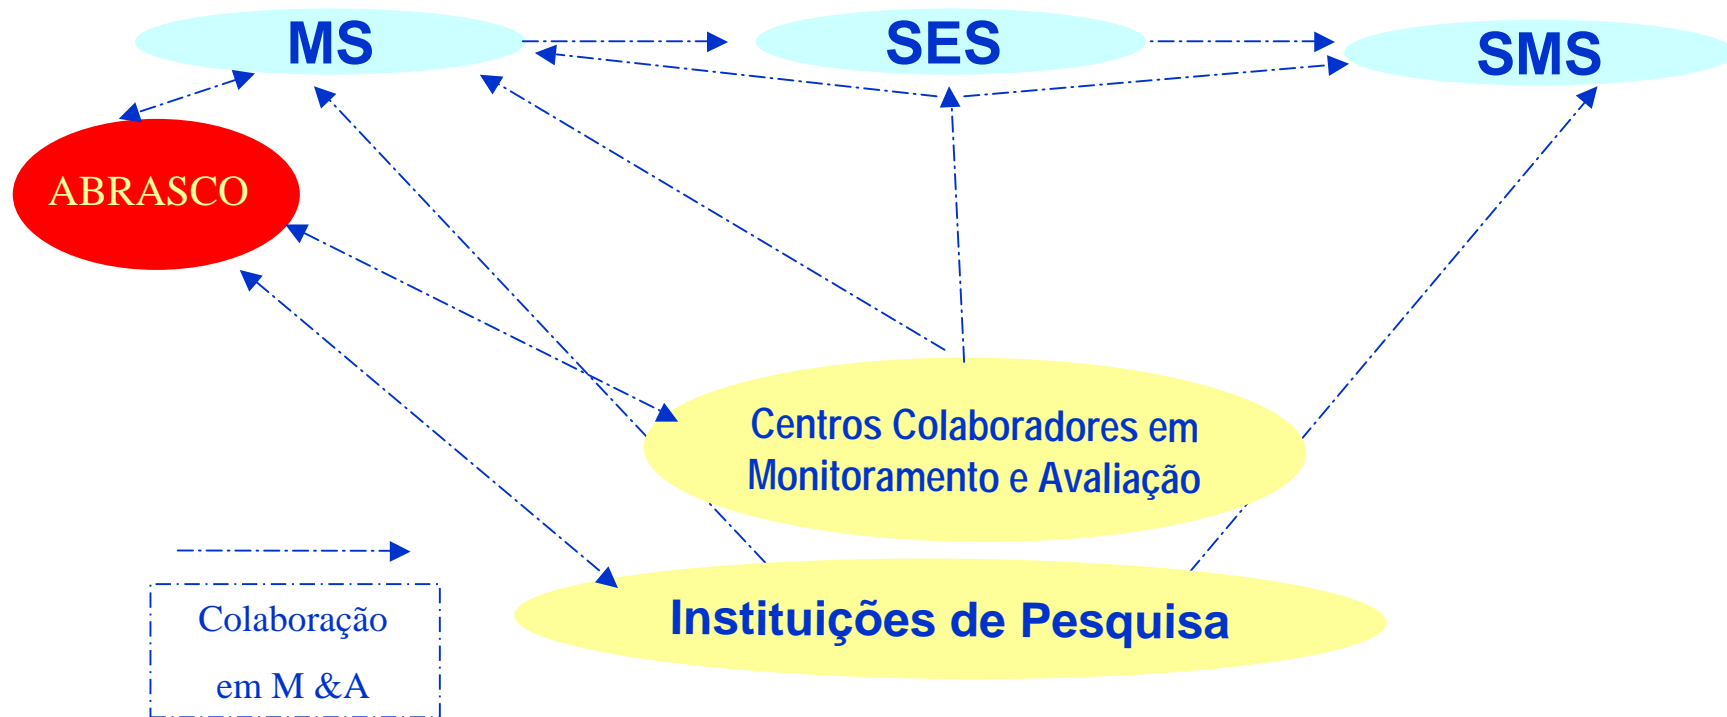 MS
SES
SMS
ABRASCO
Centros Colaboradores em
Monitoramento e Avaliação
Instituições de Pesquisa
Colaboração
em M &A